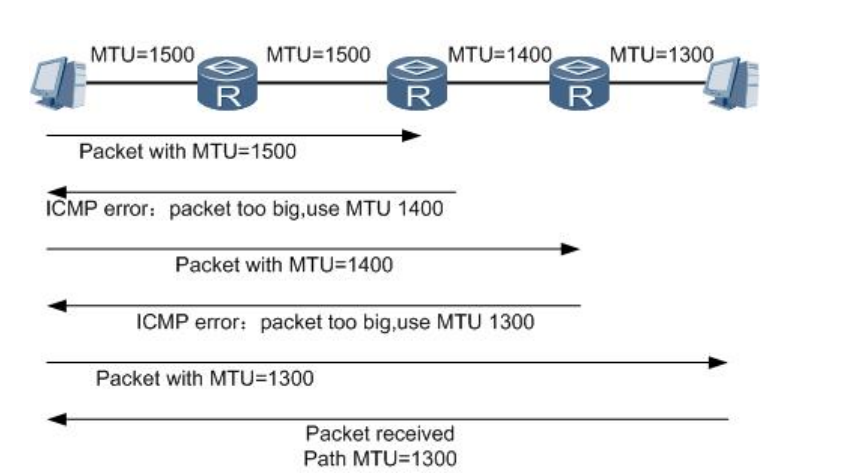 MTU=1500 MTU=1500 MTU=1400 MTU=1300
R R R
Packet with MTU=1500
ICMP error：packet too big,use MTU 1400
Packet with MTU=1400
ICMP error：packet too big,use MTU 1300
Packet with MTU=1300
Packet received
Path MTU=1300